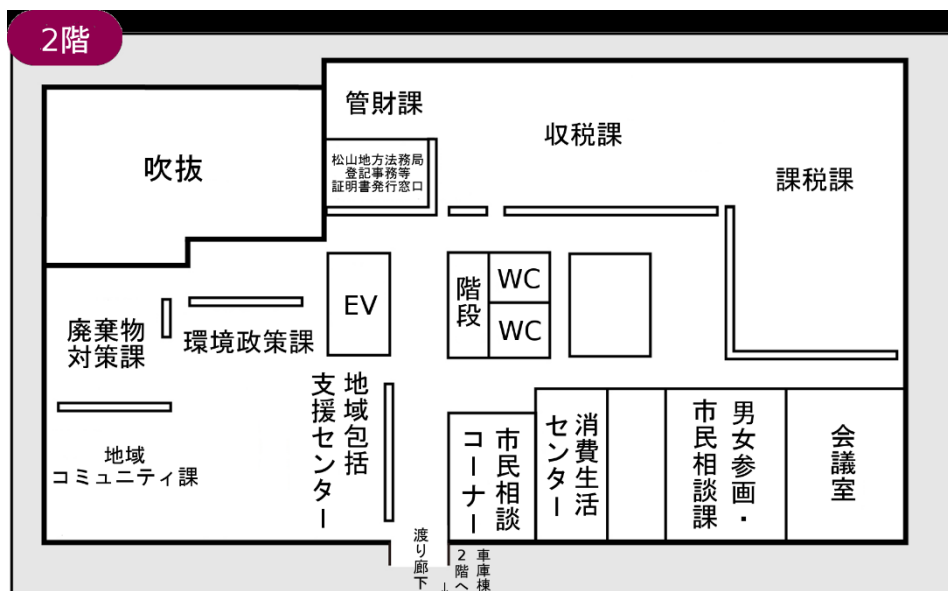 2階
吹抜
管財課
松山地方法務局
登記事務等
証明書発行窓口
収税課
課税課
EV
階段
WC
WC
廃棄物
対策課
環境政策課
地域
コミュニティ課
地域包括
支援センター
市民相談
コーナー
消費生活
センター
男女参画・
市民相談課
会議室
渡り廊下
車庫棟
2階へ
↓